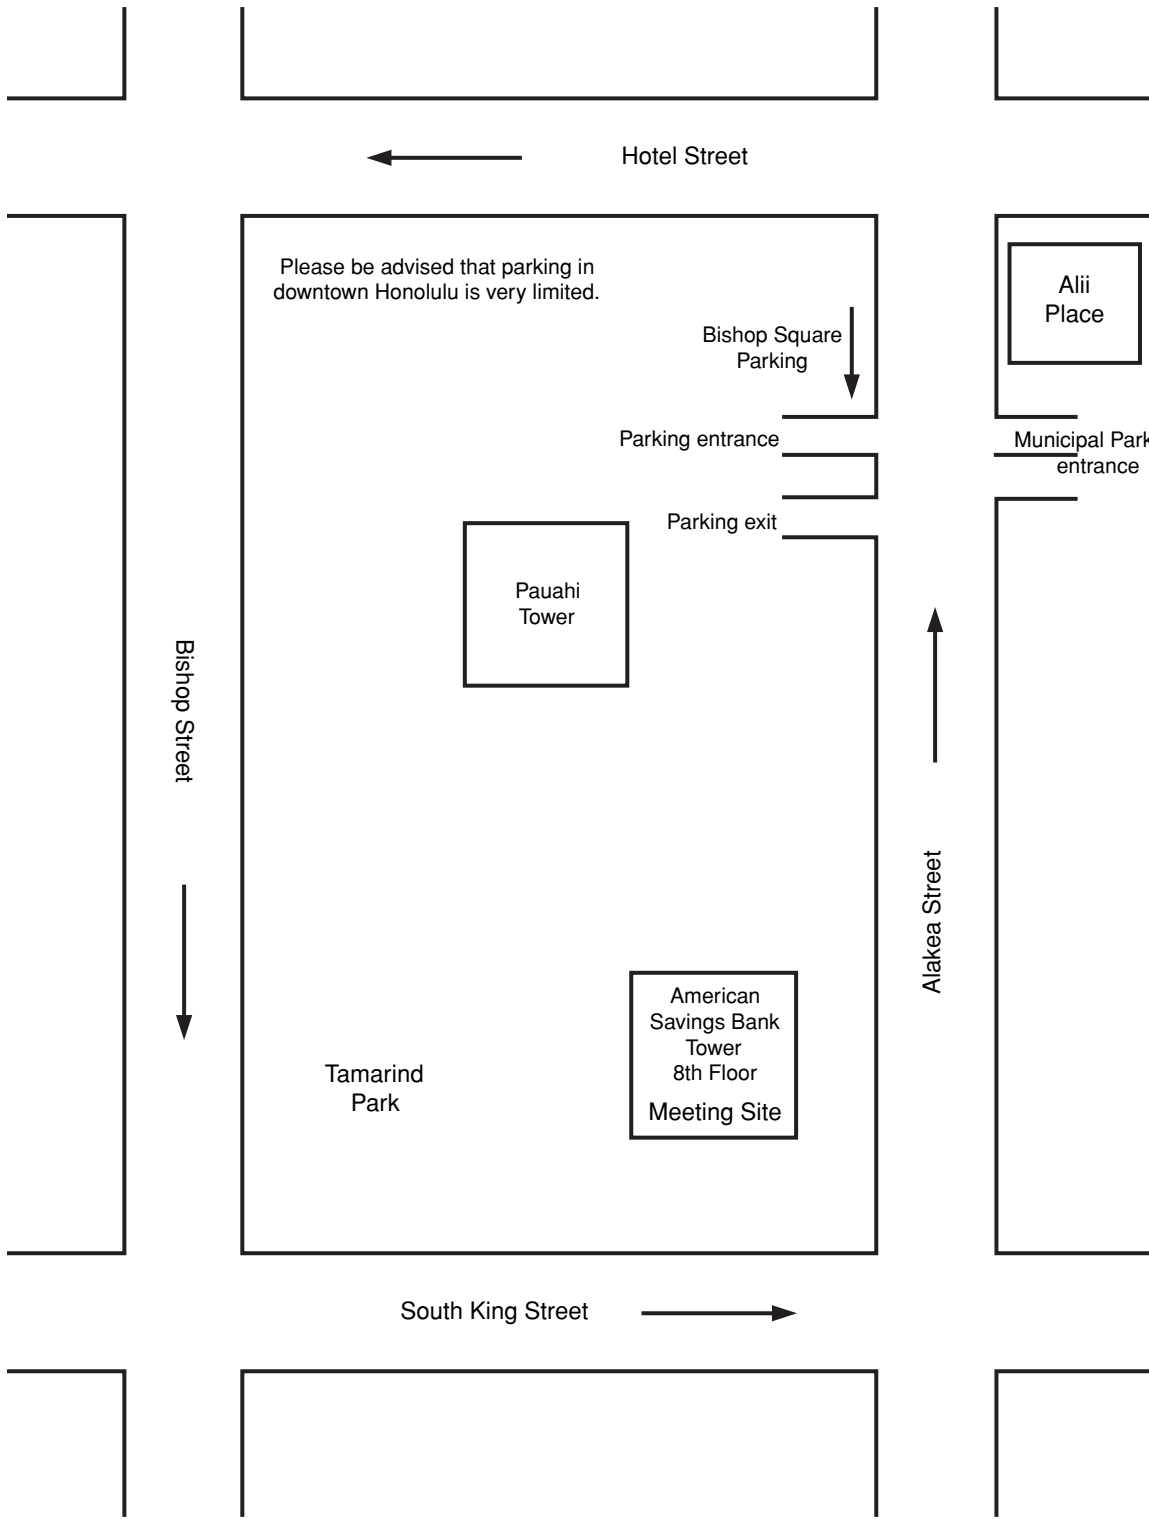 Hotel Street
Please be advised that parking in
downtown Honolulu is very limited.
Alii
Place
Bishop Square
Parking
Parking entrance
Municipal
entrance
Parking exit
Pauahi
Tower
Bishop Street
Alakea Street
American
Savings Bank
Tower
8th Floor
Meeting Site
Tamarind
Park
South King Street